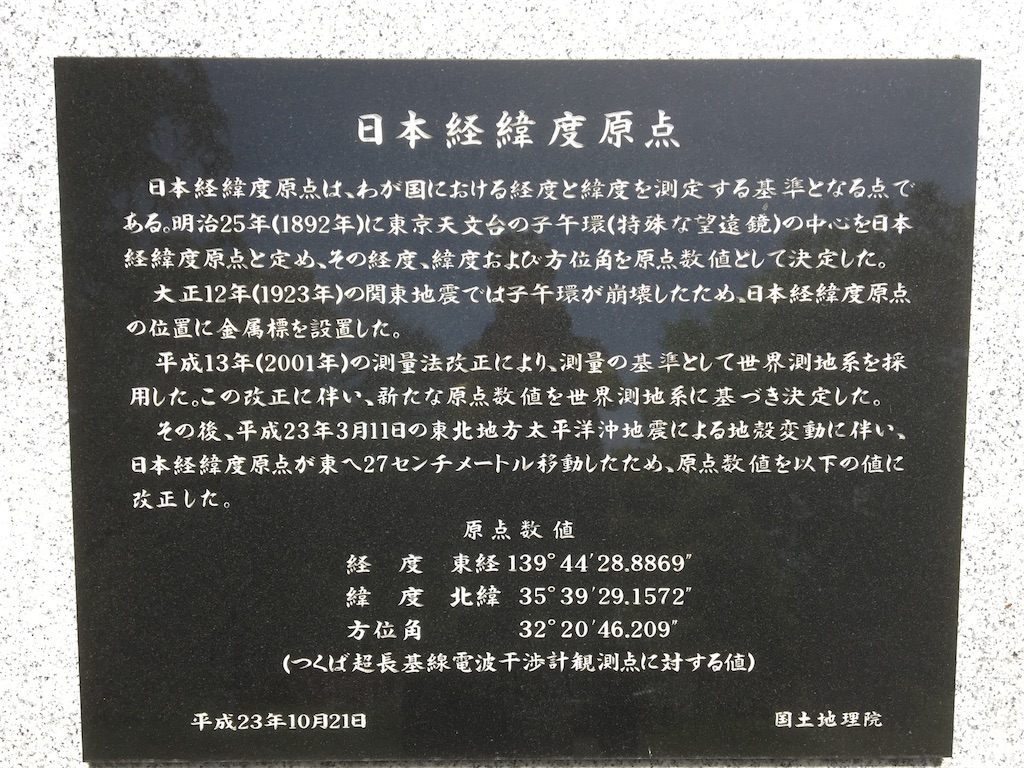 日本経緯度原点
日本経緯度原点は、わが国における経度と緯度を測定する基準となる点で
ある。明治25年(1892年)に東京天文台の子午環(特殊な望遠鏡)の中心を日本
経緯度原点と定め、その経度、緯度および方位角を原点数値として決定した。
大正12年(1923年)の関東地震では子午環が崩壊したため、日本経緯度原点
の位置に金属標を設置した。
平成13年(2001年)の測量法改正により、測量の基準として世界測地系を採
用した。この改正に伴い、新たな原点数値を世界測地系に基づき決定した。
その後、平成23年3月11日の東北地方太平洋沖地震による地殻変動に伴い、
日本経緯度原点が東へ27センチメートル移動したため、原点数値を以下の値に
改正した。
原点数値
経 度 東経 139°44′28.8869″
緯 度 北緯 35°39′29.1572″
方位角 32°20′46.209″
(つくば超長基線電波干渉計観測点に対する値)
平成23年10月21日 国土地理院